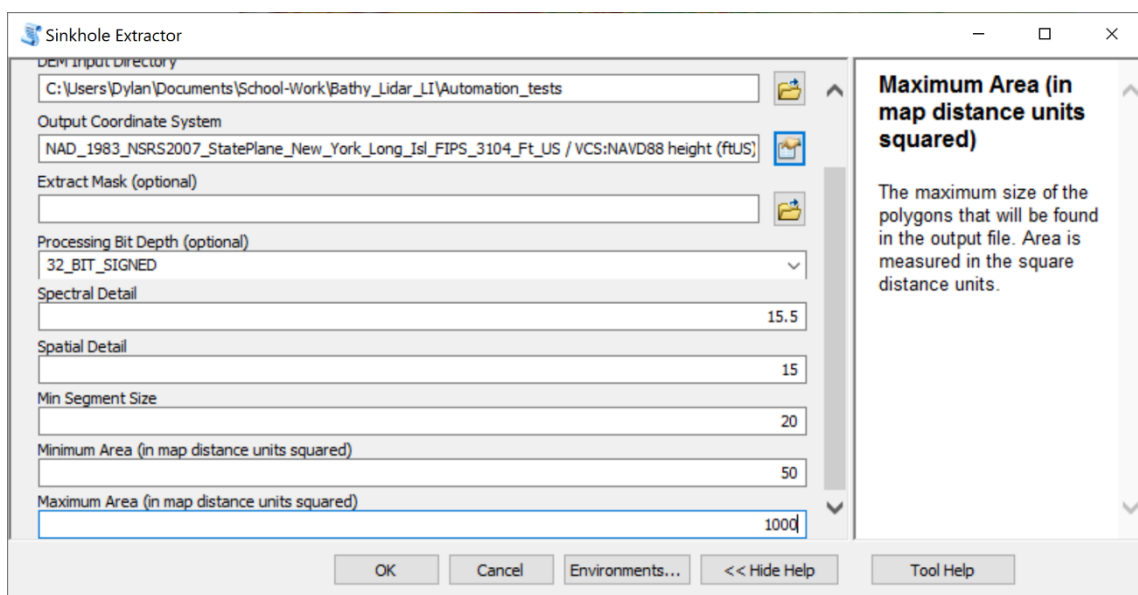 Sinkhole Extractor
DEM Input Directory
C:\Users\Dylan\Documents\School-Work\Bathy_Lidar_LI\Automation_tests
Output Coordinate System
NAD_1983_NSRS2007_StatePlane_New_York_Long_Isl_FIPS_3104_Ft_US / VCS:NAVD88 height (ftUS)
Extract Mask (optional)
Processing Bit Depth (optional)
32_BIT_SIGNED
Spectral Detail
15.5
Spatial Detail
15
Min Segment Size
20
Minimum Area (in map distance units squared)
50
Maximum Area (in map distance units squared)
1000
Maximum Area (in
map distance units
squared)
The maximum size of the
polygons that will be found
in the output file. Area is
measured in the square
distance units.
OK
Cancel
Environments...
<< Hide Help
Tool Help